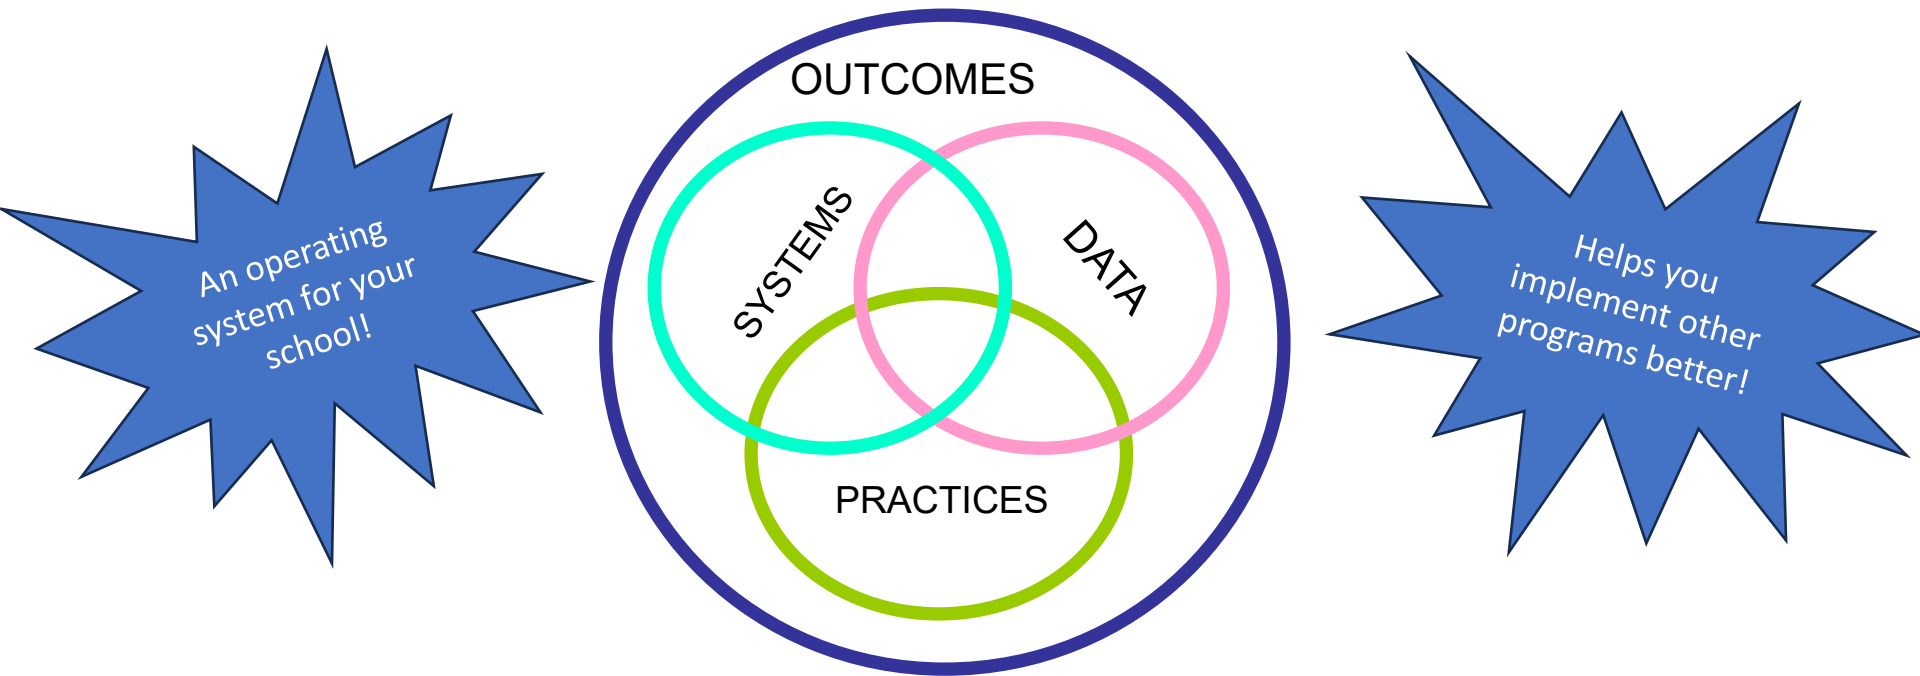 An operating
system for your
school!
OUTCOMES
SYSTEMS
DATA
PRACTICES
Helps you
implement other
programs better!